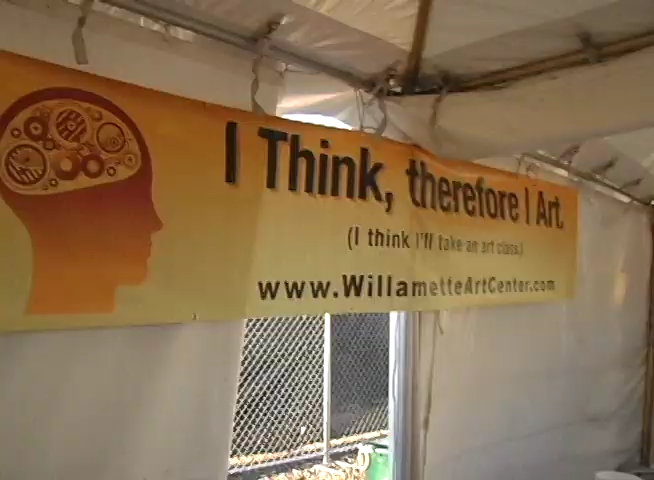 I Think, therefore I Art.
(I think I'll take an art class.)
www.WillametteArtCenter.com